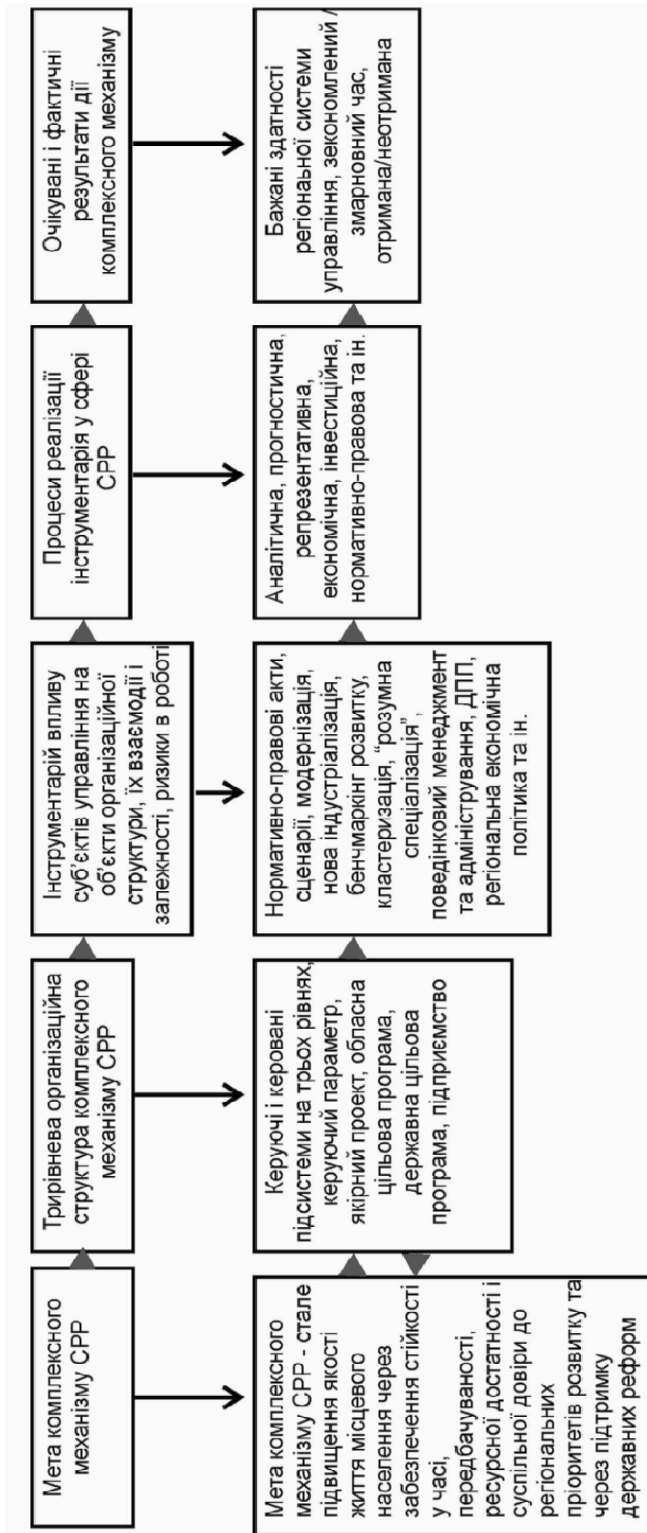 Мета комплексного
механізму СРР
Трирівнева організаційна
структура комплексного
механізму СРР
Інструментарій впливу
суб'єктів управління на
об'єкти організаційної
структури, їх взаємодії і
залежності, ризики в роботі
Процеси реалізації
інструментарія у сфері
СРР
Очікувані і фактичні
результати дії
комплексного механізму
Мета комплексного
механізму СРР - стале
підвищення якості
життя місцевого
населення через
забезпечення стійкості
у часі,
передбачуваності,
ресурсної достатності і
суспільної довіри до
регіональних
пріоритетів розвитку та
через підтримку
державних реформ
Керуючі і керовані
підсистеми на трьох рівнях,
керуючий параметр,
якірний проект, обласна
цільова програма,
державна цільова
програма, підприємство
Нормативно-правові акти,
сценарії, модернізація,
нова індустріалізація,
бенчмаркінг розвитку,
кластеризація, "розумна
спеціалізація",
поведінковий менеджмент
та адміністрування, ДПП,
регіональна економічна
політика та ін.
Аналітична, прогностична,
репрезентативна,
економічна, інвестиційна,
нормативно-правова та ін.
Бажані здатності
регіональної системи
управління, зекономлений /
змарновний час,
отримана/неотримана